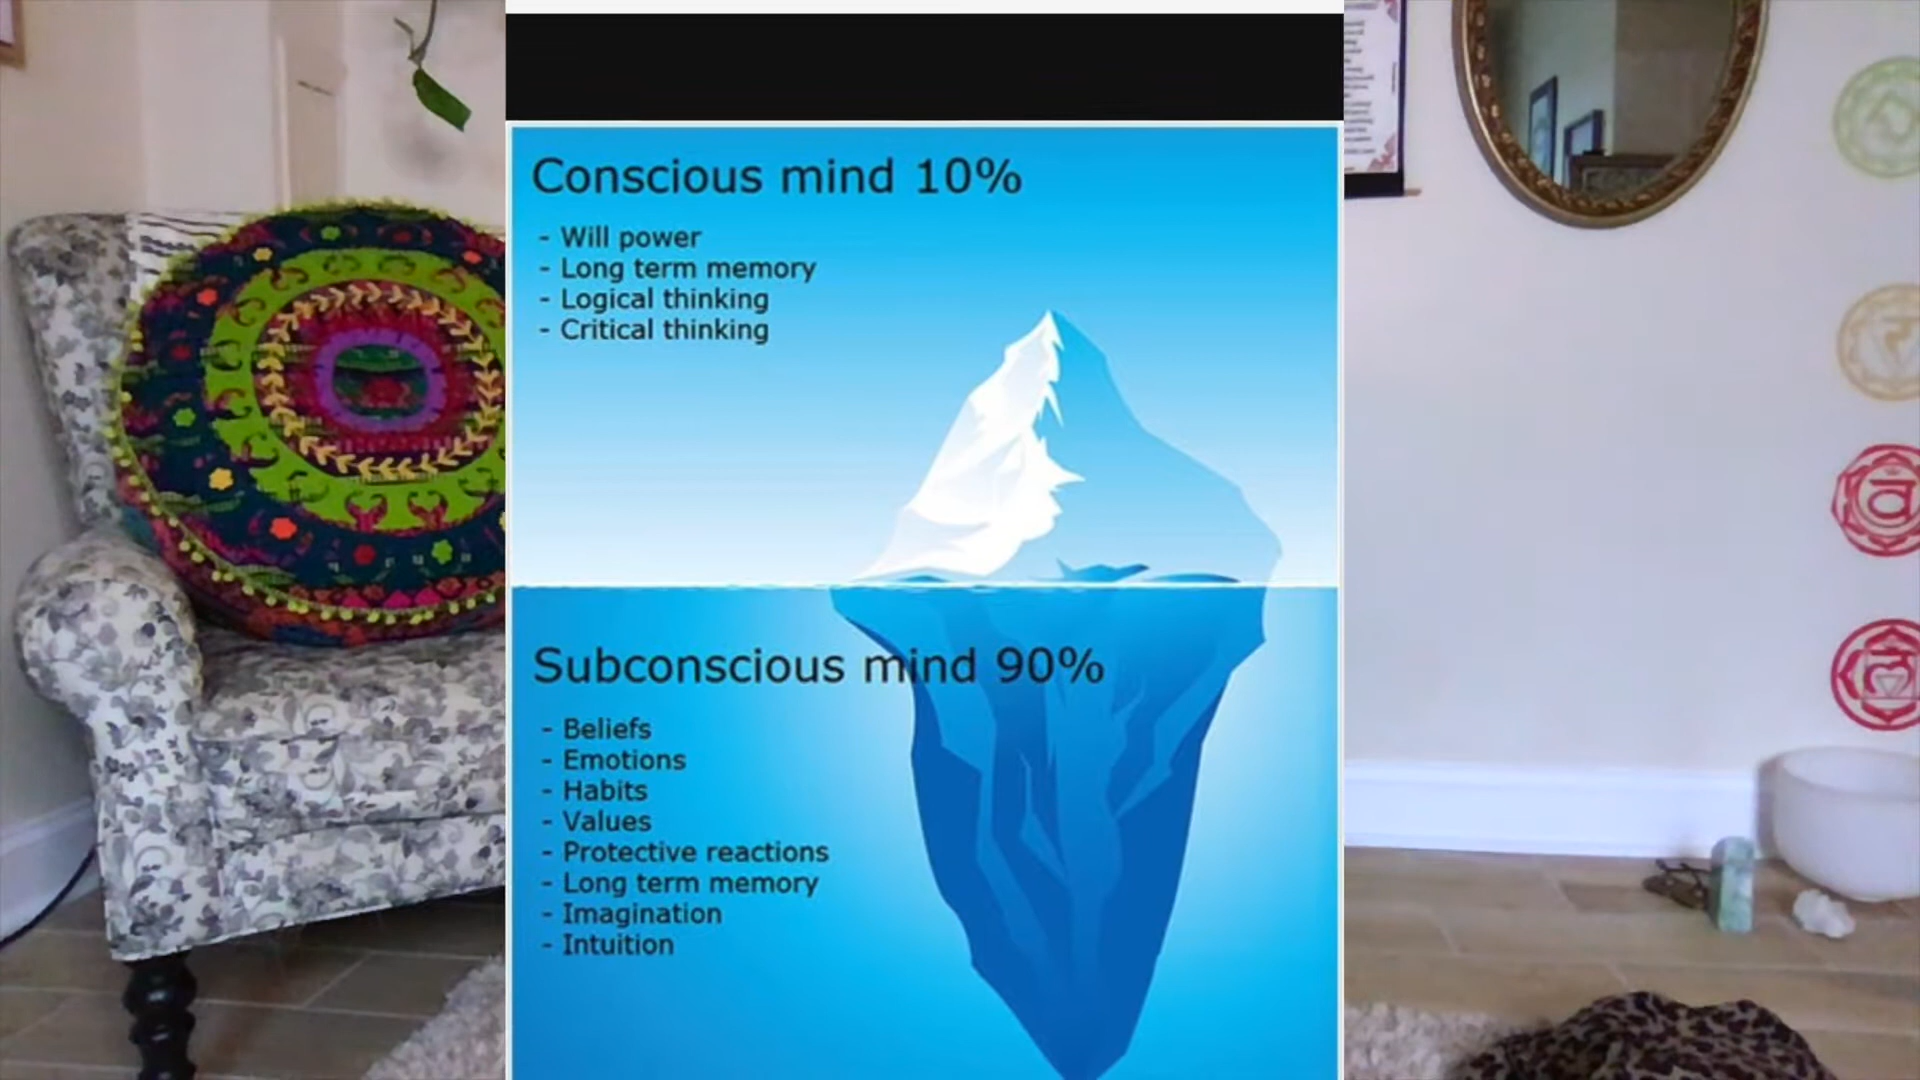 Conscious mind 10%
- Will power
- Long term memory
- Logical thinking
- Critical thinking
Subconscious mind 90%
- Beliefs
- Emotions
- Habits
- Values
- Protective reactions
- Long term memory
- Imagination
- Intuition
र
व
लं